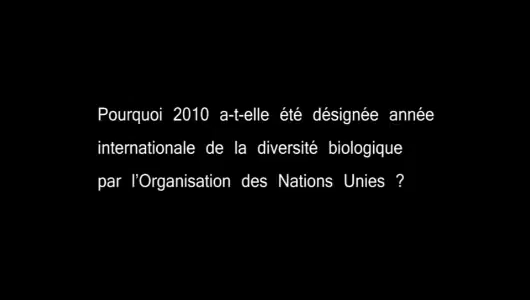 Pourquoi 2010 a-t-elle été désignée année
internationale de la diversité biologique
par l'Organisation des Nations Unies ?